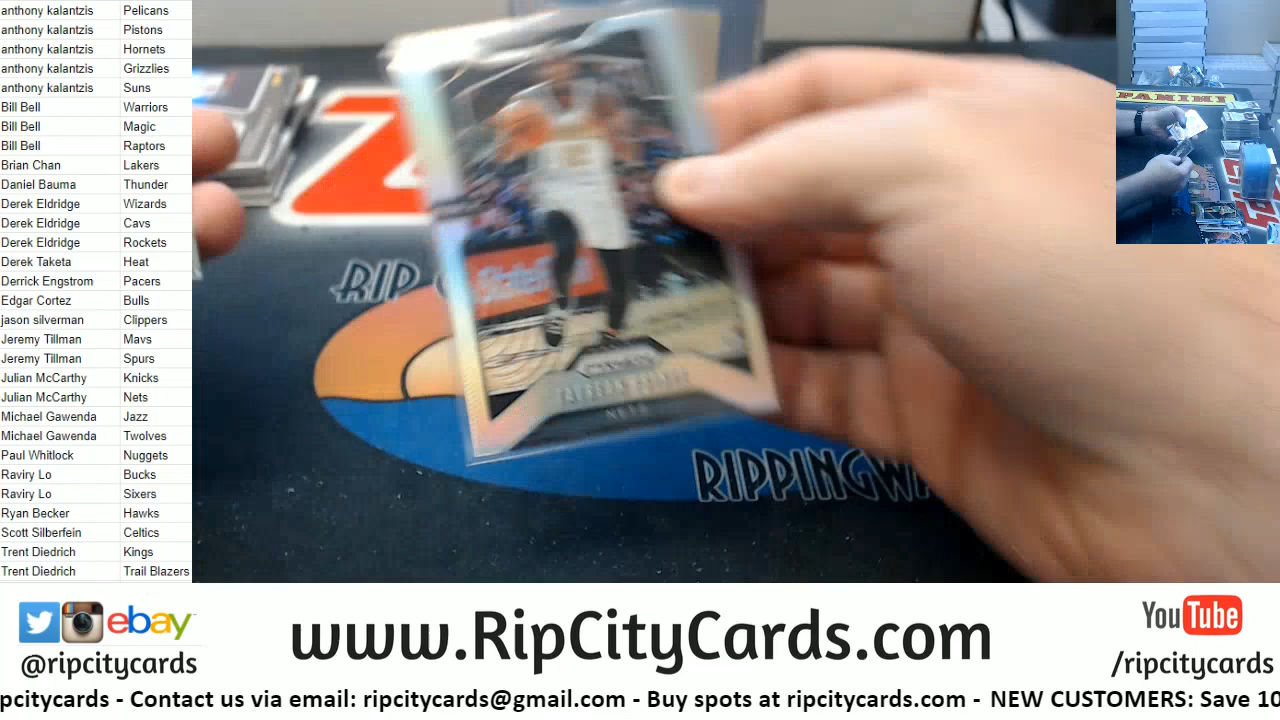 anthony kalantzis Pelicans
anthony kalantzis Pistons
anthony kalantzis Hornets
anthony kalantzis Grizzlies
anthony kalantzis Suns
Bill Bell Warriors
Bill Bell Magic
Bill Bell Raptors
Brian Chan Lakers
Daniel Bauma Thunder
Derek Eldridge Wizards
Derek Eldridge Cavs
Derek Eldridge Rockets
Derek Taketa Heat
Derrick Engstrom Pacers
Edgar Cortez Bulls
jason silverman Clippers
Jeremy Tillman Mavs
Jeremy Tillman Spurs
Julian McCarthy Knicks
Julian McCarthy Nets
Michael Gawenda Jazz
Michael Gawenda Twolves
Paul Whitlock Nuggets
Raviry Lo Bucks
Raviry Lo Sixers
Ryan Becker Hawks
Scott Silberfein Celtics
Trent Diedrich Kings
Trent Diedrich Trail Blazers
PANINI
RIP
StateFarm
NETS
RIPPINGWA
ebay
@ripcitycards
www.RipCityCards.com
YouTube
/ripcitycards
pcitycards - Contact us via email: ripcitycards@gmail.com - Buy spots at ripcitycards.com - NEW CUSTOMERS: Save 10